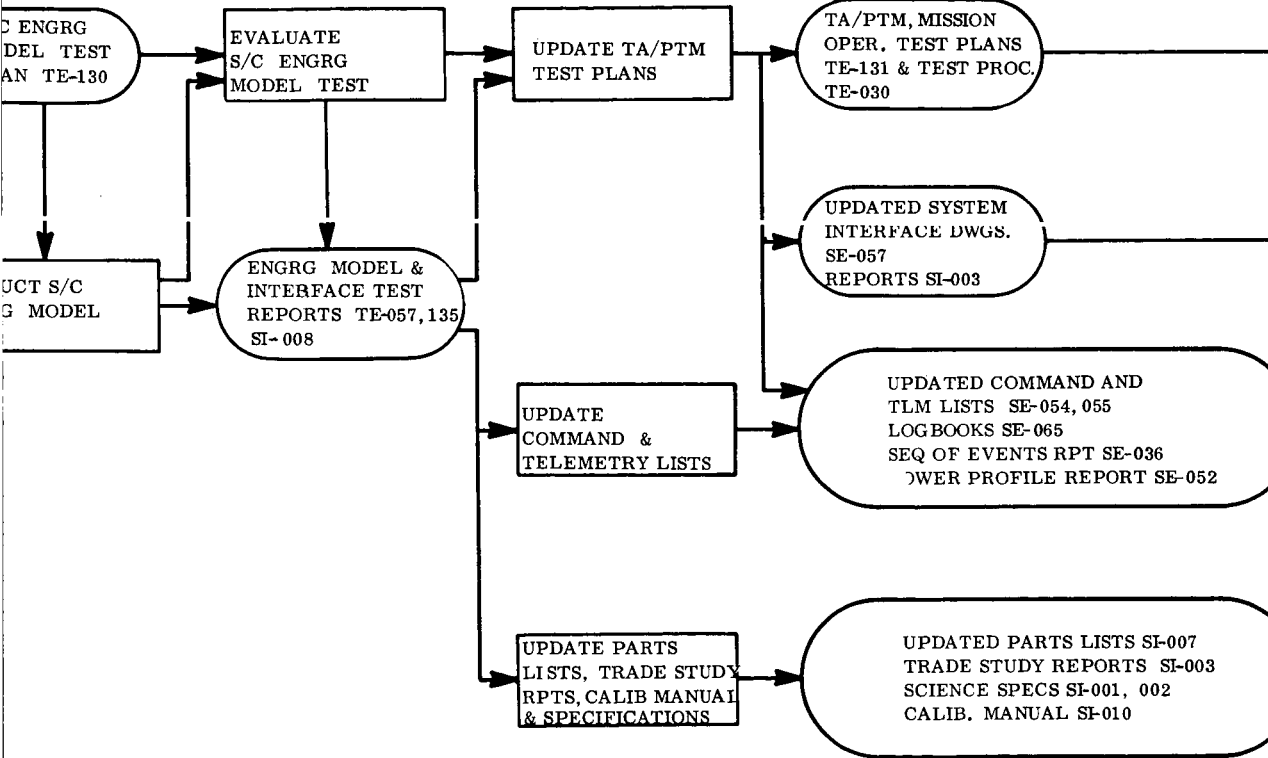 C ENGRG
DEL TEST
AN TE-130
EVALUATE
S/C ENGRG
MODEL TEST
UPDATE TA/PTM
TEST PLANS
TA/PTM, MISSION
OPER. TEST PLANS
TE-131 & TEST PROC.
TE-030
UPDATED SYSTEM
INTERFACE DWGS.
SE-057
REPORTS SI-003
UCT S/C
G MODEL
ENGRG MODEL &
INTERFACE TEST
REPORTS TE-057, 135
SI-008
UPDATE
COMMAND &
TELEMETRY LISTS
UPDATED COMMAND AND
TLM LISTS SE-054, 055
LOGBOOKS SE-065
SEQ OF EVENTS RPT SE-036
OWER PROFILE REPORT SE-052
UPDATE PARTS
LISTS, TRADE STUDY
RPTS, CALIB MANUAL
& SPECIFICATIONS
UPDATED PARTS LISTS SI-007
TRADE STUDY REPORTS SI-003
SCIENCE SPECS SI-001, 002
CALIB. MANUAL SI-010